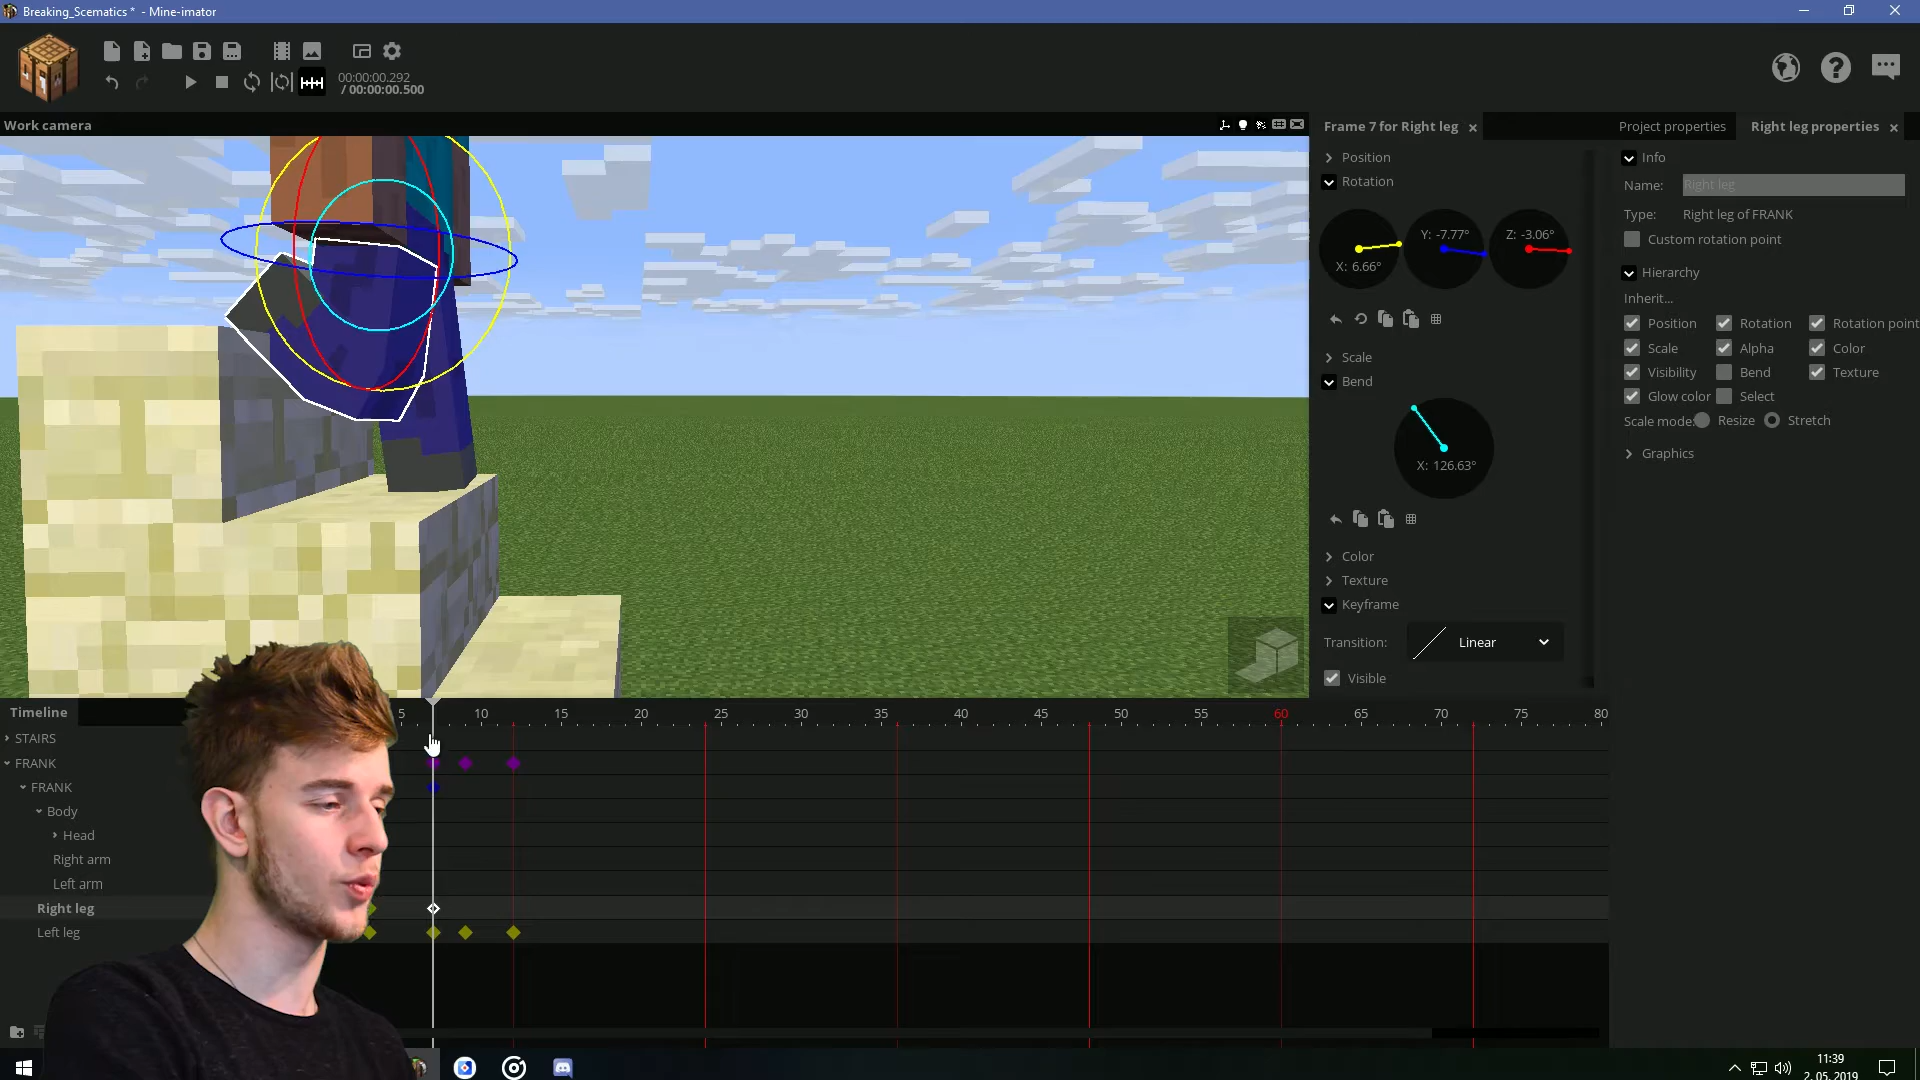 Breaking_Scematics * - Mine-imator
00:00:00.292
/ 00:00:00.500
Work camera
Frame 7 for Right leg
Position
Rotation
X: 6.66°
Y: -7.77°
Z: -3.06°
Scale
Bend
X: 126.63°
Color
Texture
Keyframe
Transition: Linear
Visible
Project properties
Right leg properties
Info
Name: Right leg
Type: Right leg of FRANK
Custom rotation point
Hierarchy
Inherit...
Position Rotation Rotation point
Scale Alpha Color
Visibility Bend Texture
Glow color Select
Scale mode: Resize Stretch
Graphics
Timeline
5 10 15 20 25 30 35 40 45 50 55 60 65 70 75 80
STAIRS
FRANK
FRANK
Body
Head
Right arm
Left arm
Right leg
Left leg
11:39
2. 05. 2019